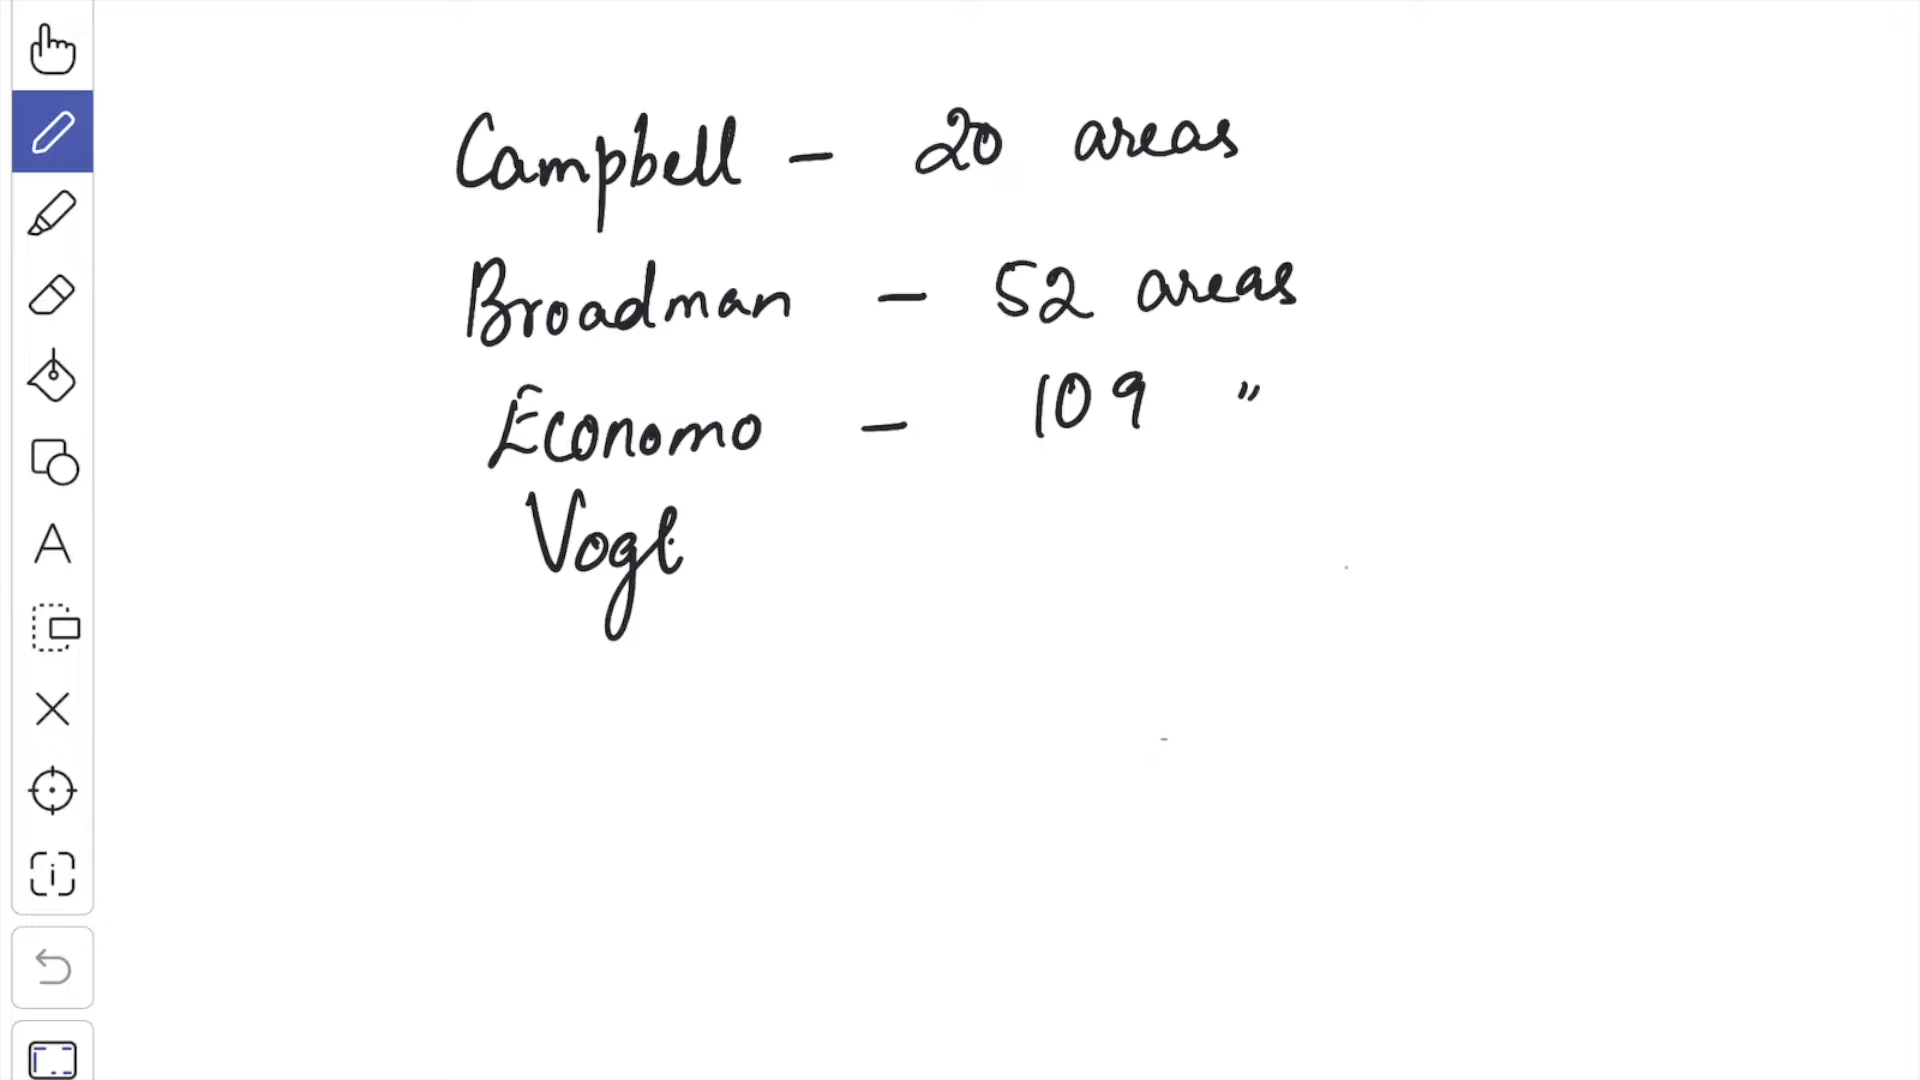 Campbell - 20 areas
Broadman - 52 areas
Economo - 109 "
Vogt